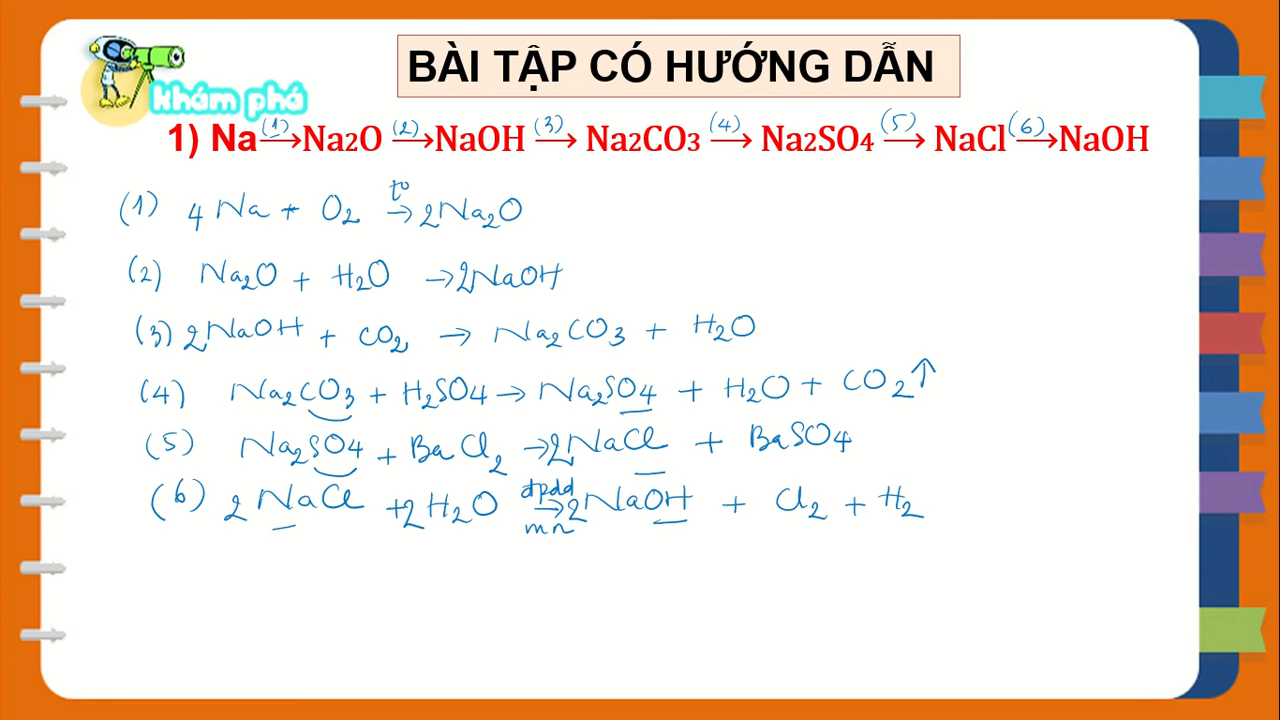 BÀI TẬP CÓ HƯỚNG DẪN
khám phá
1) Na (1)→ Na2O (2)→ NaOH (3)→ Na2CO3 (4)→ Na2SO4 (5)→ NaCl (6)→ NaOH
(1) 4Na + O2 t°→ 2Na2O
(2) Na2O + H2O → 2NaOH
(3) 2NaOH + CO2 → Na2CO3 + H2O
(4) Na2CO3 + H2SO4 → Na2SO4 + H2O + CO2↑
(5) Na2SO4 + BaCl2 → 2NaCl + BaSO4
(6) 2NaCl + 2H2O đpdd→mn 2NaOH + Cl2 + H2